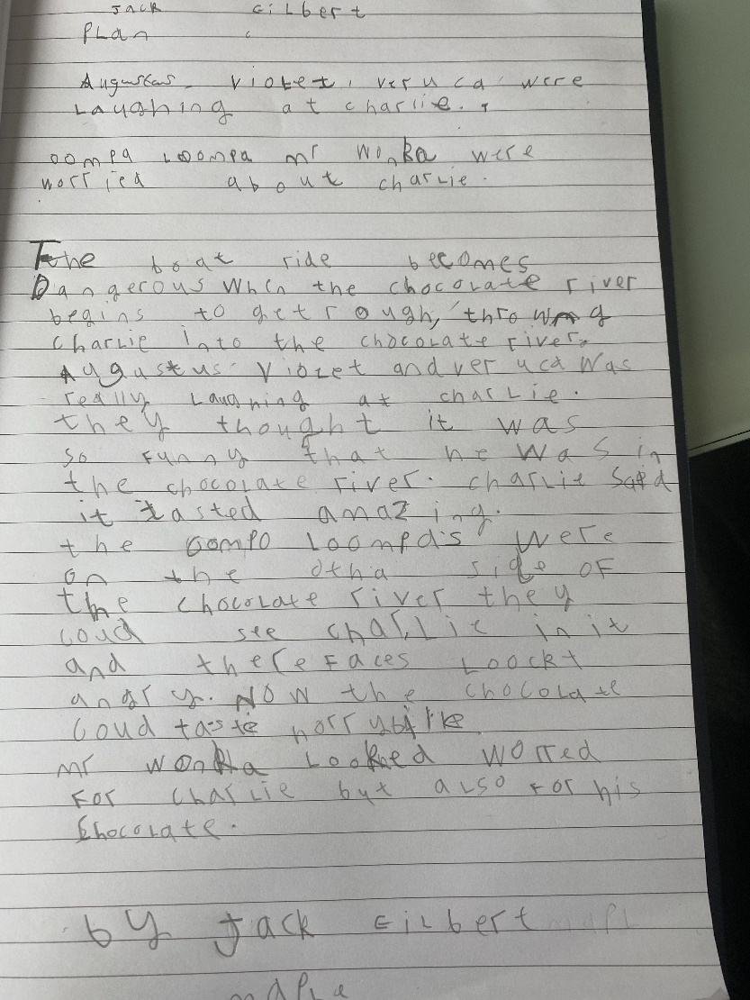 Jack Gilbert
Plan
Augustus. Violet, veruca were
Laughing at charlie.
oompa Loompa mr Wonka were
worried about charlie.
The boat ride becomes
Dangerous when the chocolate river
begins to get rough, throwing
charlie into the chocolate river.
Augustus Violet and veruca was
really laughing at charlie.
they thought it was
so funny that he was in
the chocolate river. charlie said
it tasted amazing.
the oompo Loompa's were
on the otha side of
the chocolate river they
coud see charlie in it
and there faces Loockt
angry. NOW the chocolate
coud taste
mr wonka Looked worred
For charlie but also For his
chocolate.
by Jack Gilbert
maple